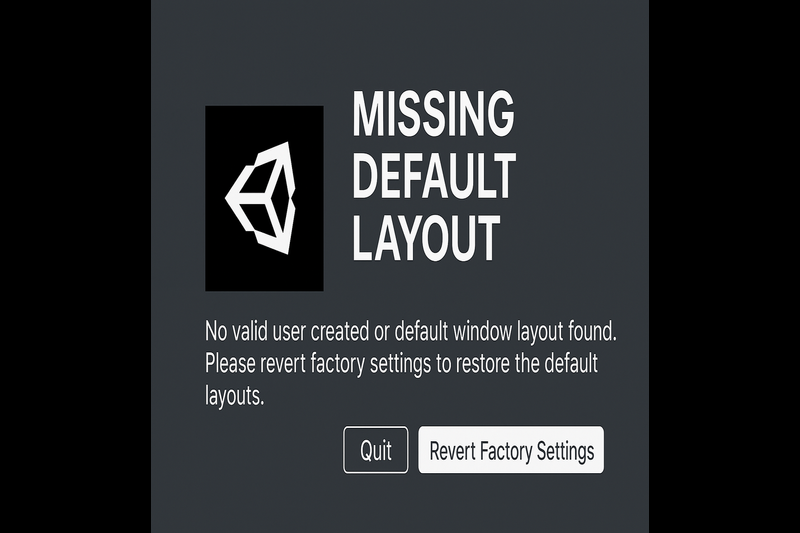 MISSING
DEFAULT
LAYOUT
No valid user created or default window layout found.
Please revert factory settings to restore the default
layouts.
Quit
Revert Factory Settings